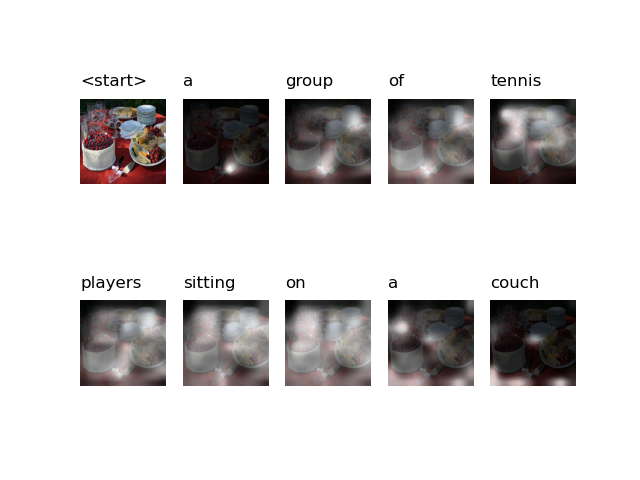 <start> a group of tennis
players sitting on a couch